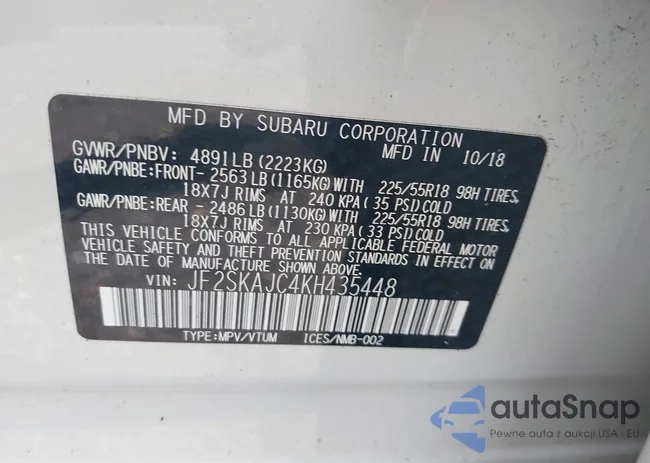 MFD BY SUBARU CORPORATION
GVWR/PNBV: 4891LB(2223KG) MFD IN 10/18
GAWR/PNBE:FRONT-2563LB(1165KG)WITH 225/55R18 98H TIRES,
18X7J RIMS AT 240 KPA(35 PSI)COLD
GAWR/PNBE:REAR -2486LB(1130KG)WITH 225/55R18 98H TIRES,
18X7J RIMS AT 230 KPA(33 PSI)COLD
THIS VEHICLE CONFORMS TO ALL APPLICABLE FEDERAL MOTOR
VEHICLE SAFETY AND THEFT PREVENTION STANDARDS IN EFFECT ON
THE DATE OF MANUFACTURE SHOWN ABOVE.
VIN: JF2SKAJC4KH435448
TYPE:MPV/VTUM ICES/NMB-002
autaSnap
Pewne auta z aukcji USA i EU